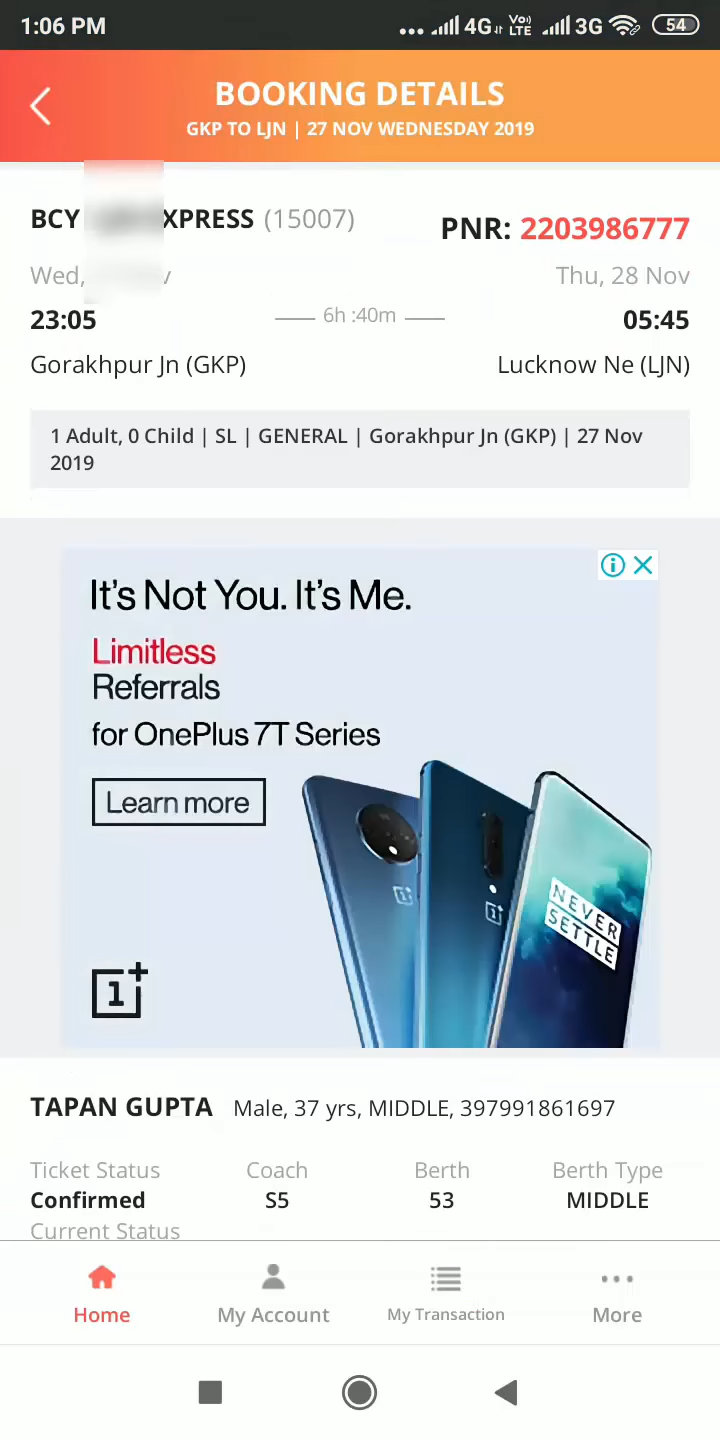 1:06 PM 4G Vo) LTE 3G 54
BOOKING DETAILS
GKP TO LJN | 27 NOV WEDNESDAY 2019
BCY XPRESS (15007)
PNR: 2203986777
Wed, Thu, 28 Nov
23:05 6h :40m 05:45
Gorakhpur Jn (GKP) Lucknow Ne (LJN)
1 Adult, 0 Child | SL | GENERAL | Gorakhpur Jn (GKP) | 27 Nov
2019
It's Not You. It's Me.
Limitless
Referrals
for OnePlus 7T Series
Learn more
NEVER
SETTLE
TAPAN GUPTA Male, 37 yrs, MIDDLE, 397991861697
Ticket Status Coach Berth Berth Type
Confirmed S5 53 MIDDLE
Current Status
Home My Account My Transaction More